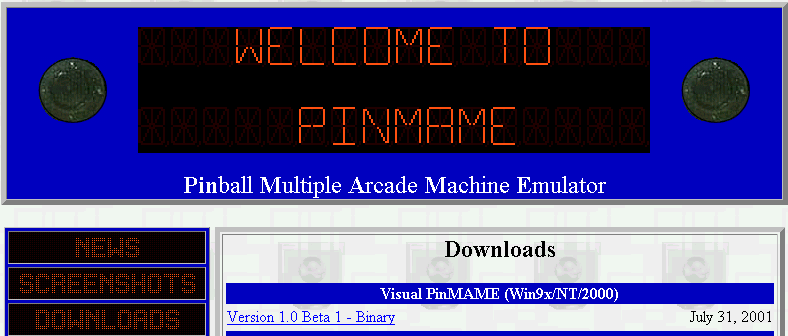 WELCOME TO
PINMAME
Pinball Multiple Arcade Machine Emulator
NEWS
SCREENSHOTS
DOWNLOADS
Downloads
Visual PinMAME (Win9x/NT/2000)
Version 1.0 Beta 1 - Binary July 31, 2001